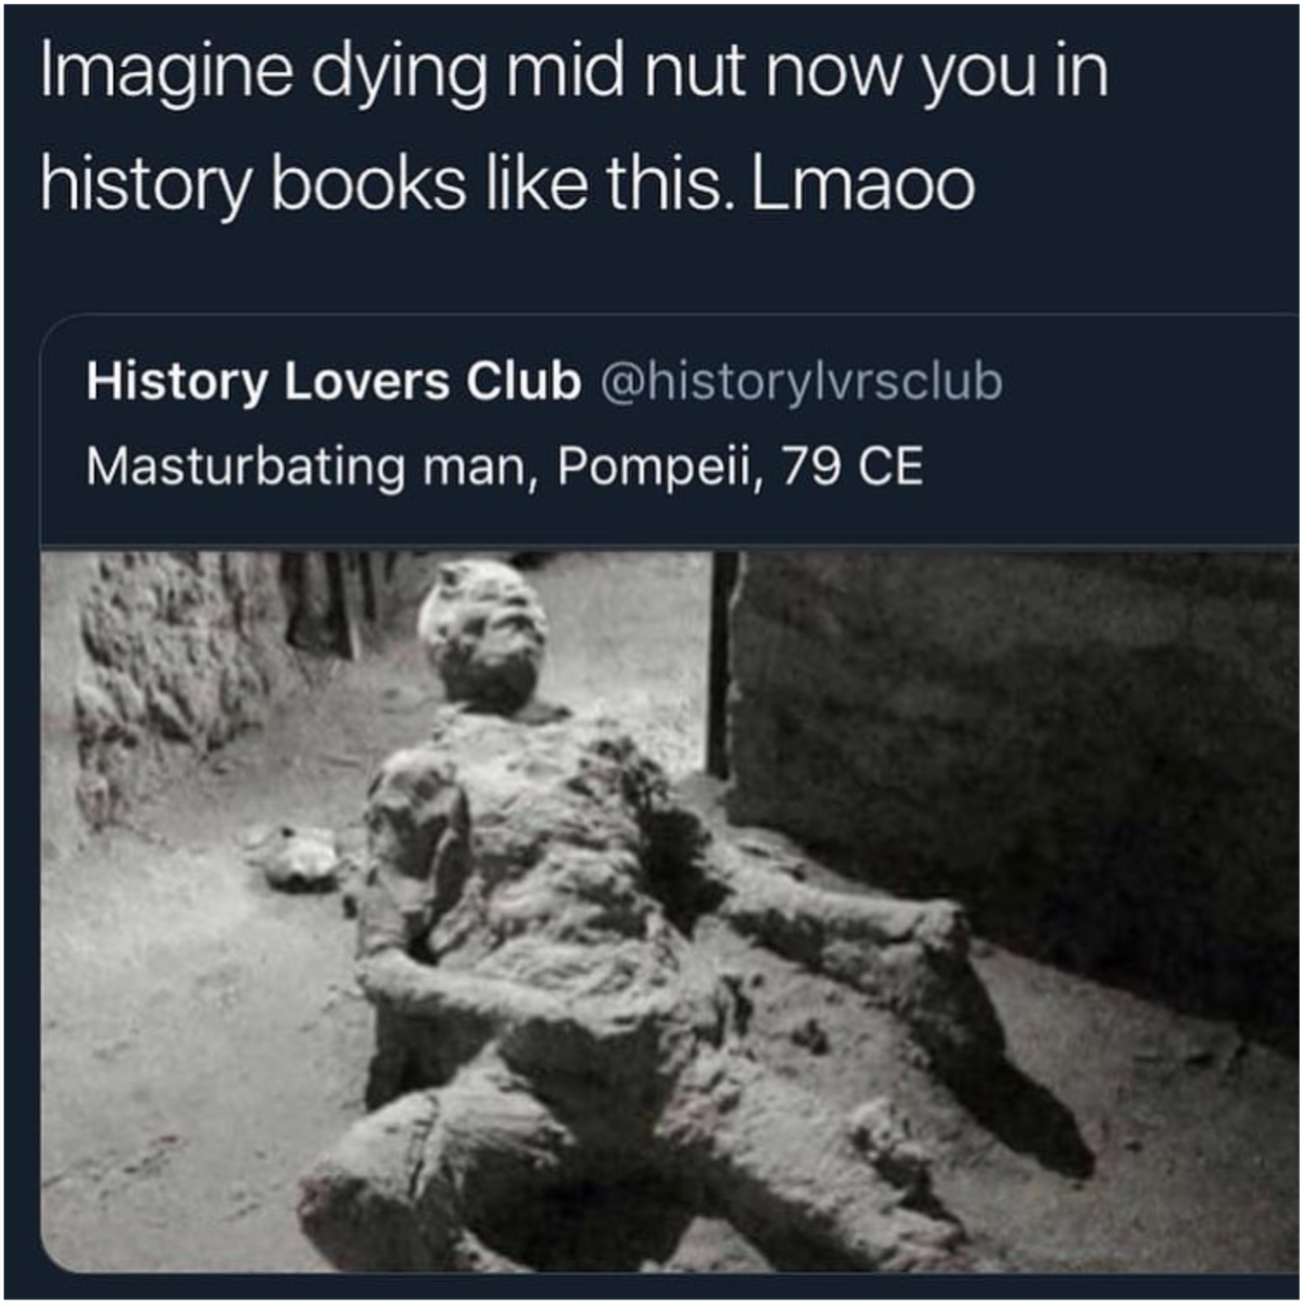 Imagine dying mid nut now you in
history books like this. Lmaoo
History Lovers Club @historylvrsclub
Masturbating man, Pompeii, 79 CE